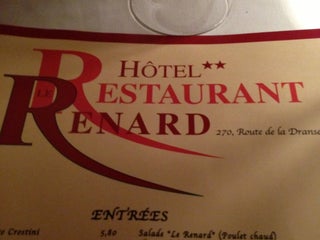 HÔTEL★★
LE RESTAURANT
RENARD
270, Route de la Dranse
ENTRÉES
Crostini 5,80 Salade "Le Renard" (Poulet chaud)